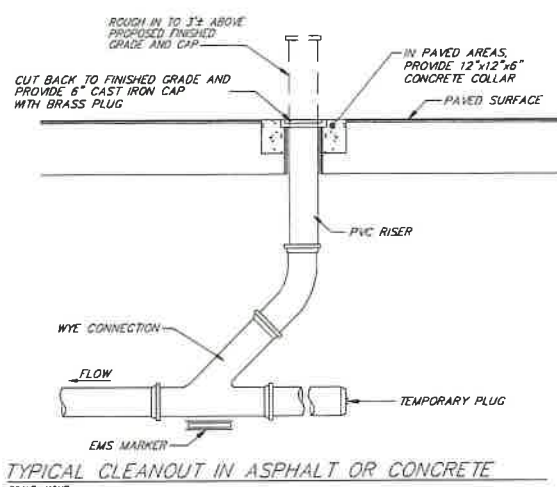 ROUGH IN TO 3'± ABOVE
PROPOSED FINISHED
GRADE AND CAP
IN PAVED AREAS,
PROVIDE 12"x12"x6"
CONCRETE COLLAR
CUT BACK TO FINISHED GRADE AND
PROVIDE 6" CAST IRON CAP
WITH BRASS PLUG
PAVED SURFACE
PVC RISER
WYE CONNECTION
FLOW
TEMPORARY PLUG
EMS MARKER
TYPICAL CLEANOUT IN ASPHALT OR CONCRETE